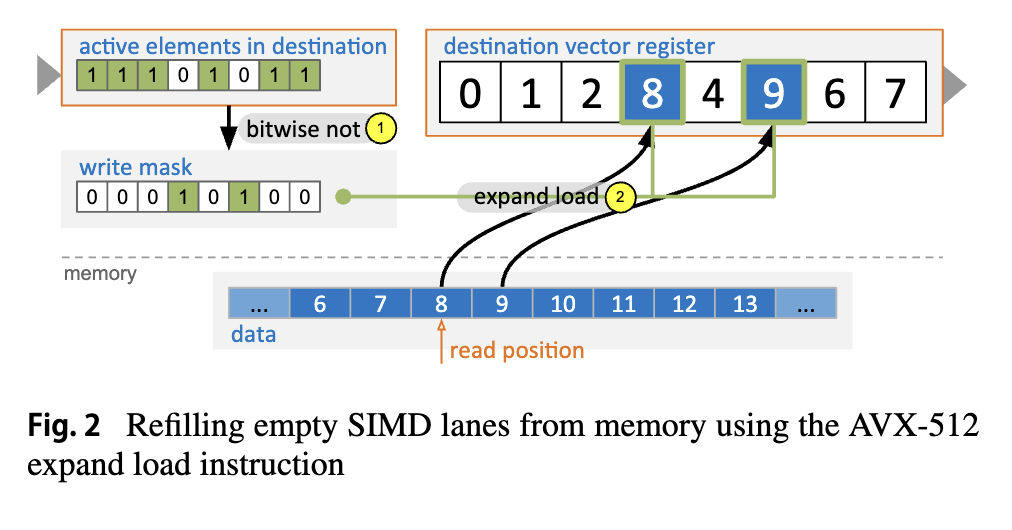 active elements in destination
1 1 1 0 1 0 1 1
bitwise not 1
write mask
0 0 0 1 0 1 0 0
destination vector register
0 1 2 8 4 9 6 7
expand load 2
memory
... 6 7 8 9 10 11 12 13 ...
data
read position
Fig. 2 Refilling empty SIMD lanes from memory using the AVX-512
expand load instruction